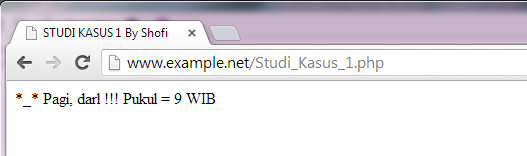 STUDI KASUS 1 By Shofi
www.example.net/Studi_Kasus_1.php
*_* Pagi, darl !!! Pukul = 9 WIB